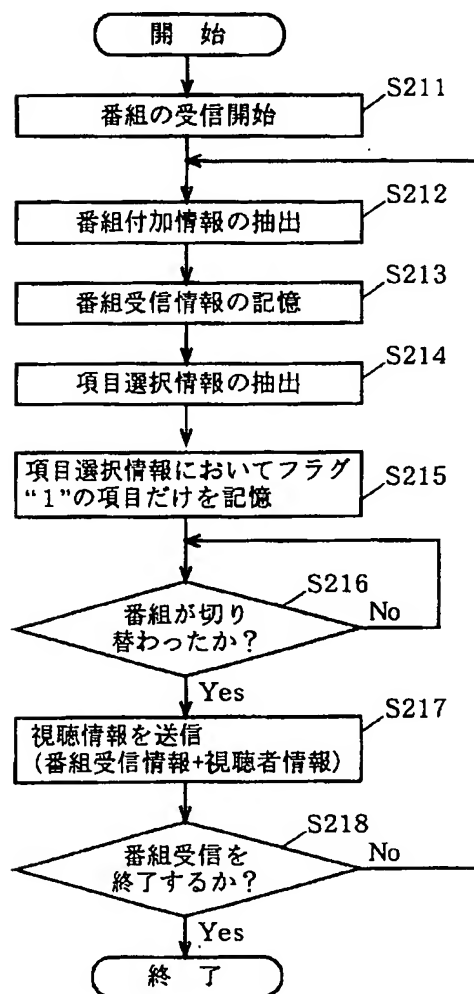 開 始
S211
番組の受信開始
S212
番組付加情報の抽出
S213
番組受信情報の記憶
S214
項目選択情報の抽出
S215
項目選択情報においてフラグ
“1”の項目だけを記憶
S216
番組が切り
替わったか？
No
Yes
S217
視聴情報を送信
(番組受信情報+視聴者情報)
S218
番組受信を
終了するか？
No
Yes
終 了